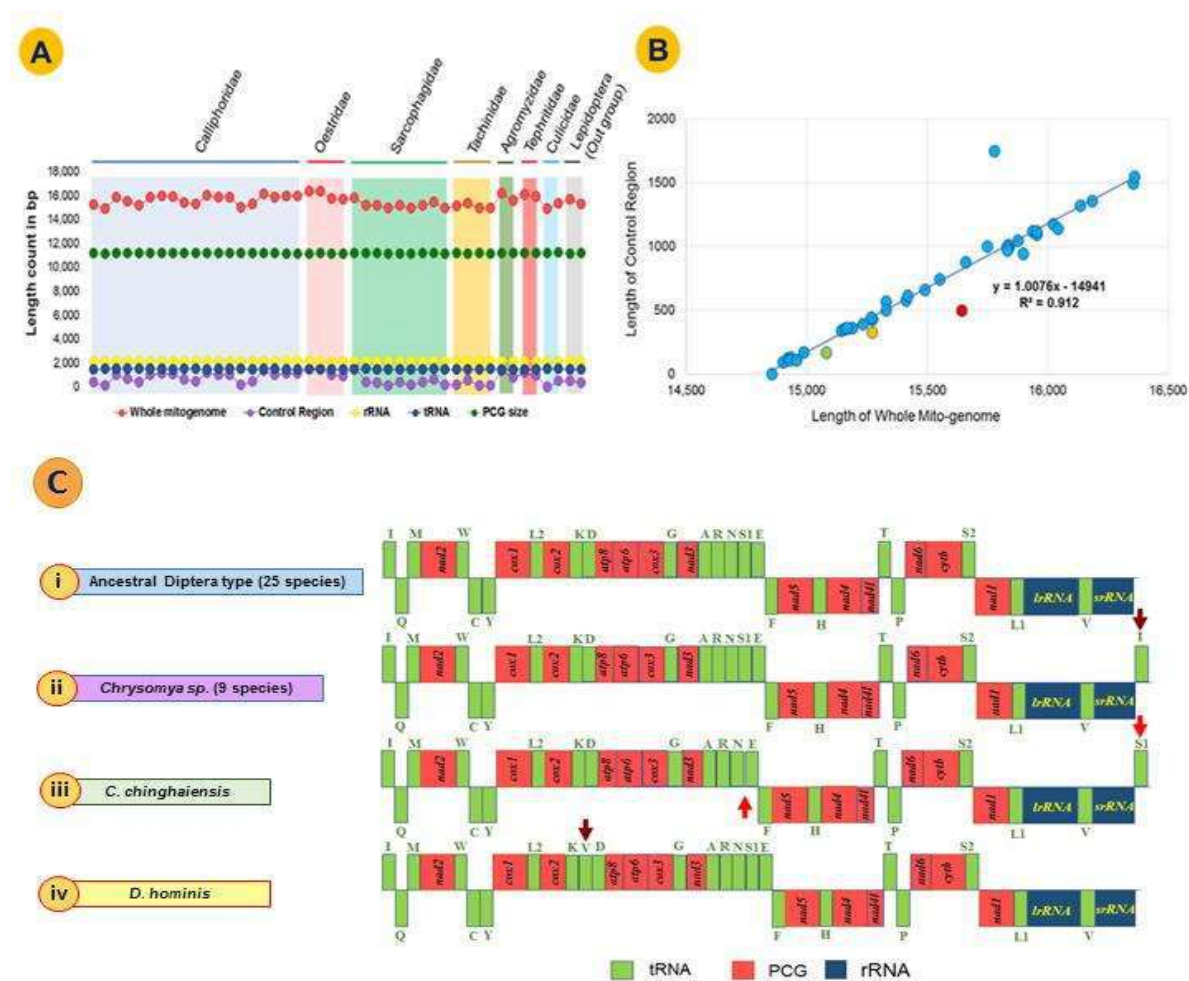 A
Calliphoridae
Oestridae
Sarcophagidae
Tachinidae
Agromyzidae
Tephritidae
Culicidae
Lepidoptera
(Out group)
Length count in bp
18,000
16,000
14,000
12,000
10,000
8,000
6,000
4,000
2,000
0
Whole mitogenome Control Region rRNA tRNA PCG size
B
Length of Control Region
2000
1500
1000
500
0
y = 1.0076x - 14941
R² = 0.912
14,500 15,000 15,500 16,000 16,500
Length of Whole Mito-genome
C
i Ancestral Diptera type (25 species)
I M W L2 K D G A R N S1 E T S2
nad2 cox1 cox2 atp8 atp6 cox3 nad3 nad6 cytb
nad5 nad4 nad4l nad1 lrRNA srRNA
Q C Y F H P L1 V
ii Chrysomya sp. (9 species)
I M W L2 K D G A R N S1 E T S2 I
nad2 cox1 cox2 atp8 atp6 cox3 nad3 nad6 cytb
nad5 nad4 nad4l nad1 lrRNA srRNA
Q C Y F H P L1 V
iii C. chinghaiensis
I M W L2 K D G A R N E T S2 S1
nad2 cox1 cox2 atp8 atp6 cox3 nad3 nad6 cytb
nad5 nad4 nad4l nad1 lrRNA srRNA
Q C Y F H P L1 V
iv D. hominis
I M W L2 K V D G A R N S1 E T S2
nad2 cox1 cox2 atp8 atp6 cox3 nad3 nad6 cytb
nad5 nad4 nad4l nad1 lrRNA srRNA
Q C Y F H P L1 V
tRNA PCG rRNA